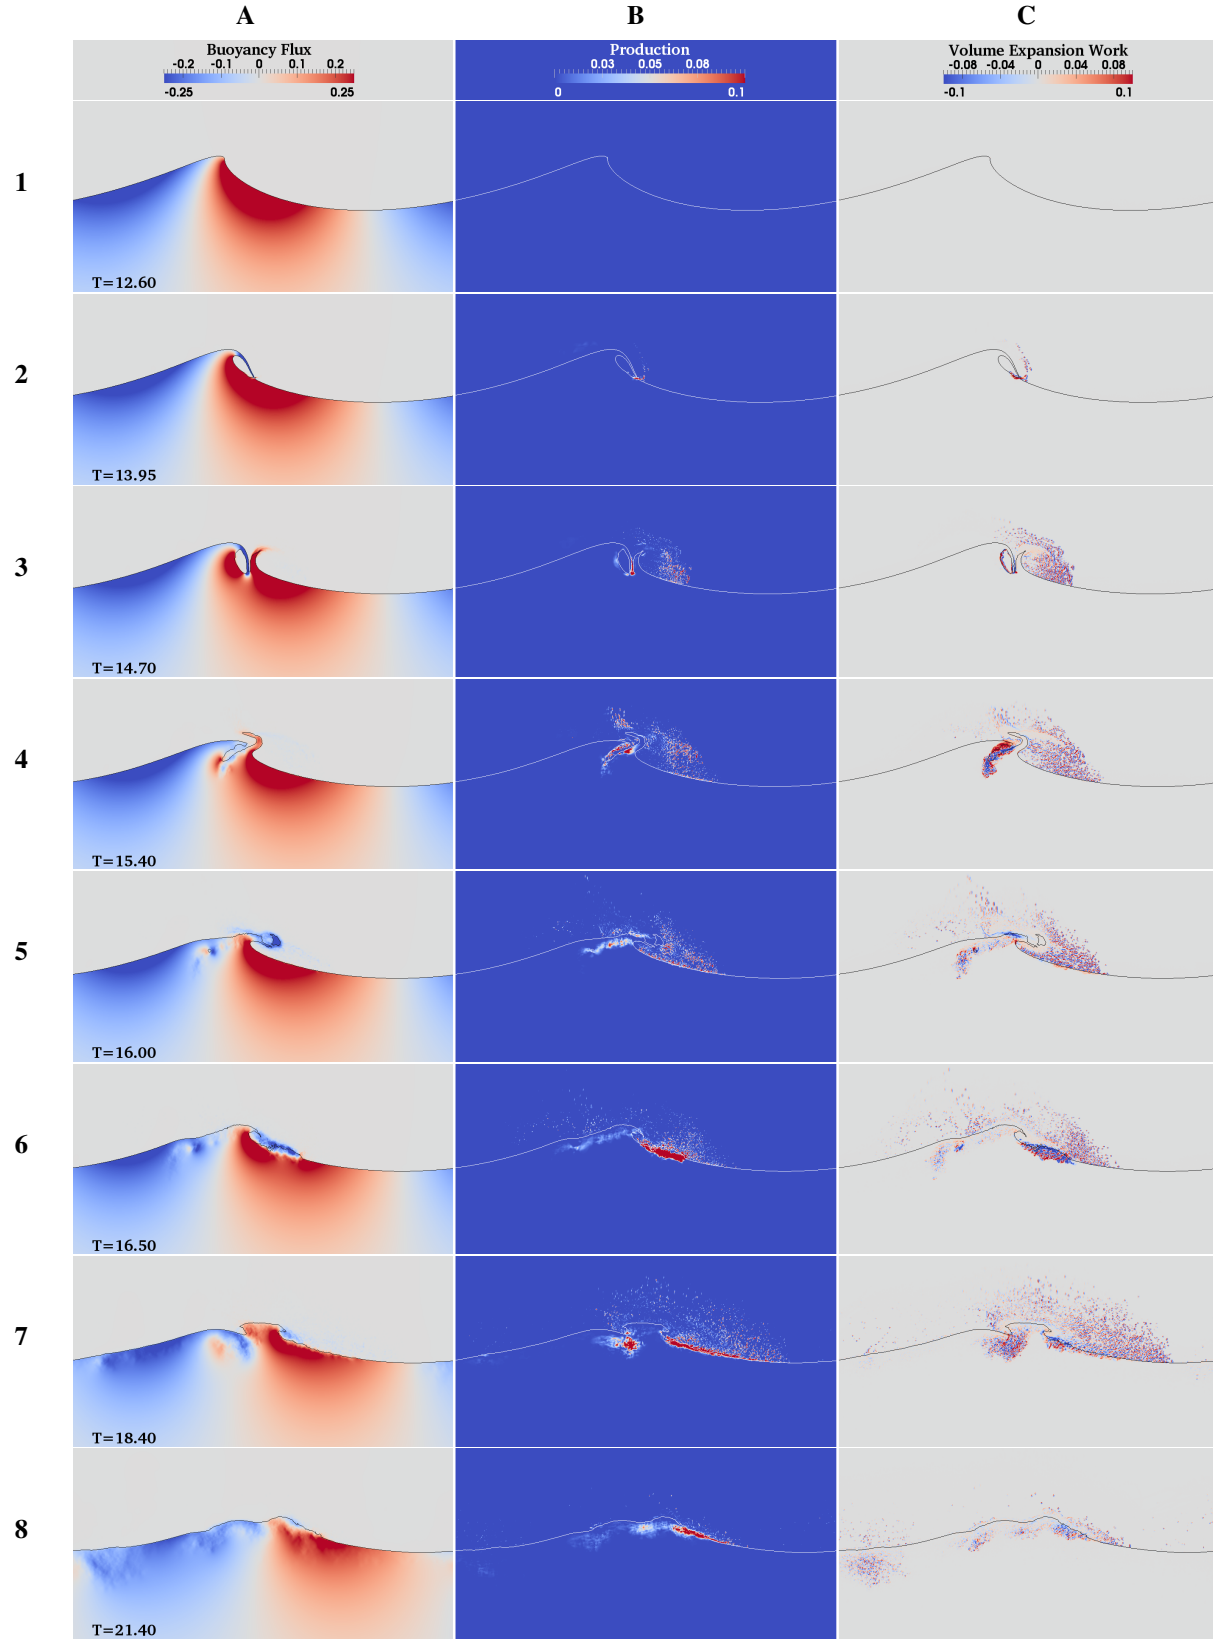 A B C
Buoyancy Flux Production Volume Expansion Work
-0.2 -0.1 0 0.1 0.2 0.03 0.05 0.08 -0.08 -0.04 0 0.04 0.08
-0.25 0.25 0 0.1 -0.1 0.1
1
T=12.60
2
T=13.95
3
T=14.70
4
T=15.40
5
T=16.00
6
T=16.50
7
T=18.40
8
T=21.40